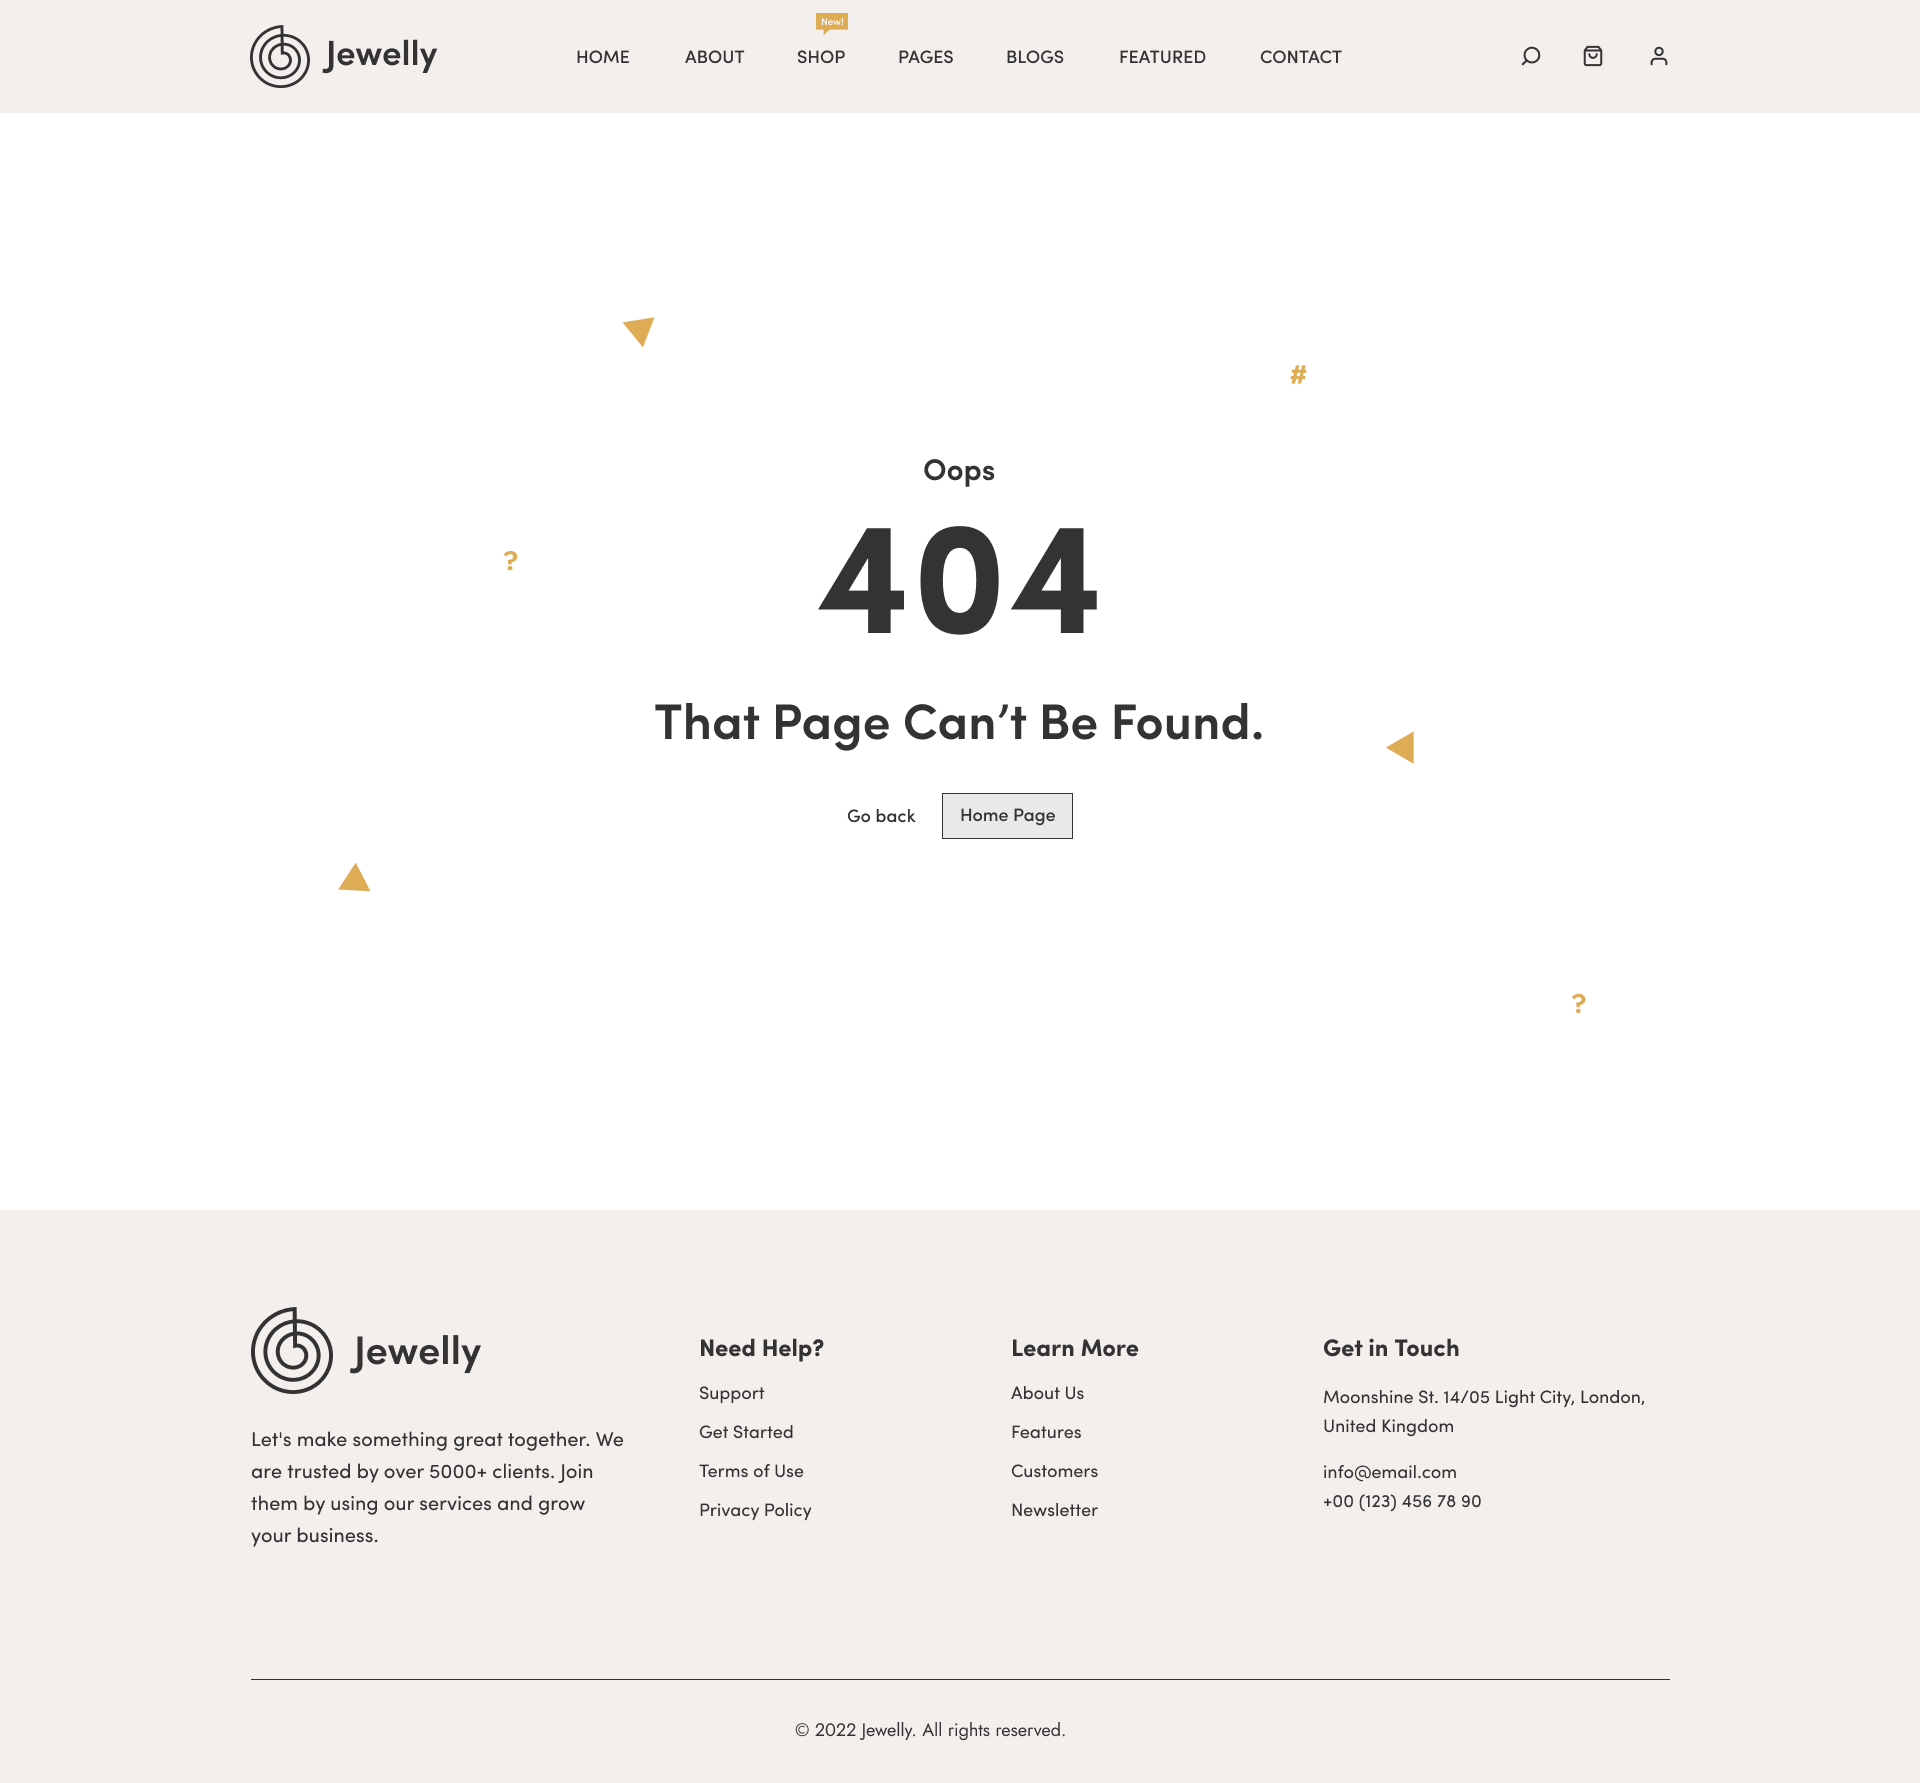 Jewelly
HOME ABOUT SHOP PAGES BLOGS FEATURED CONTACT
New!
#
Oops
404
?
That Page Can’t Be Found.
Go back
Home Page
?
Jewelly
Let's make something great together. We
are trusted by over 5000+ clients. Join
them by using our services and grow
your business.
Need Help?
Support
Get Started
Terms of Use
Privacy Policy
Learn More
About Us
Features
Customers
Newsletter
Get in Touch
Moonshine St. 14/05 Light City, London,
United Kingdom
info@email.com
+00 (123) 456 78 90
© 2022 Jewelly. All rights reserved.